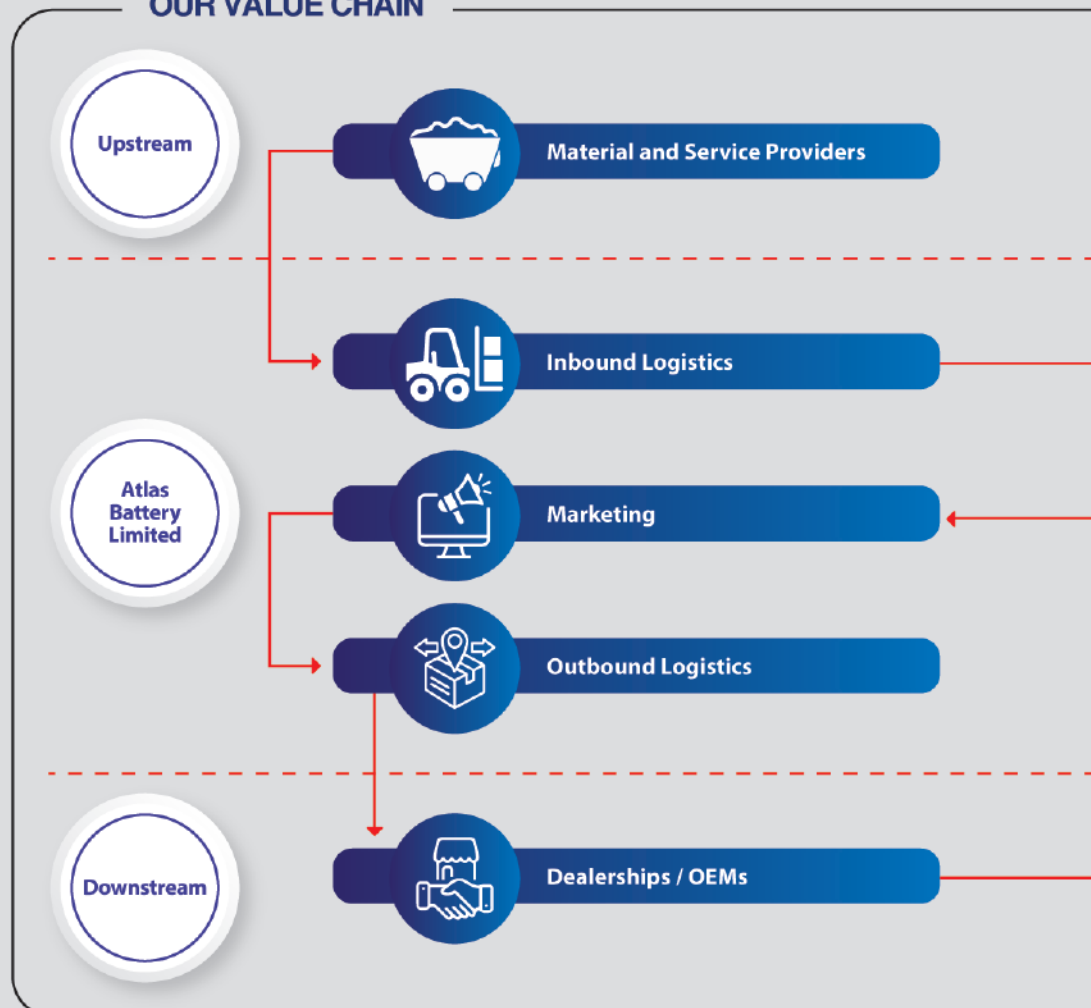 OUR VALUE CHAIN
Upstream
Material and Service Providers
Inbound Logistics
Atlas
Battery
Limited
Marketing
Outbound Logistics
Downstream
Dealerships / OEMs